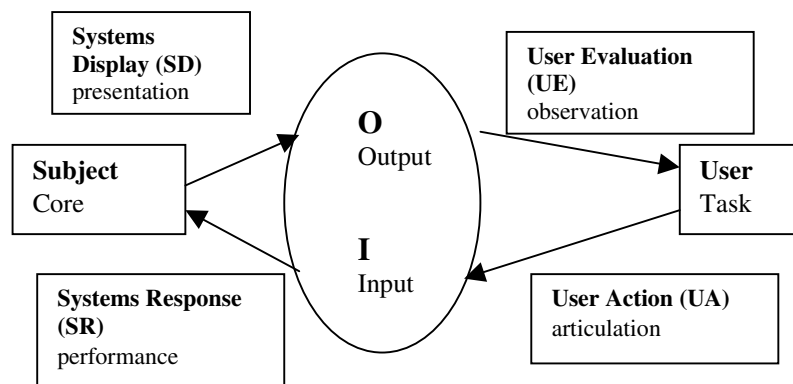 Systems
Display (SD)
presentation
User Evaluation
(UE)
observation
O
Output
Subject
Core
User
Task
I
Input
Systems Response
(SR)
performance
User Action (UA)
articulation